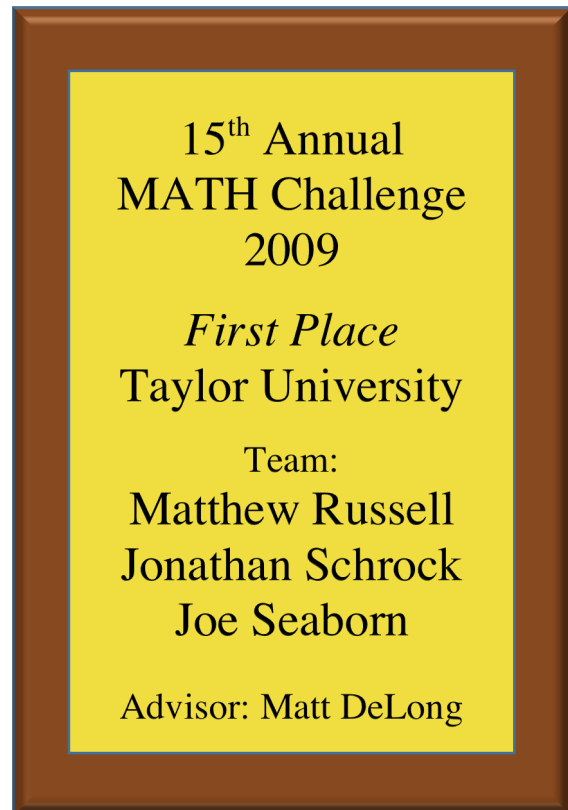 15th Annual
MATH Challenge
2009
First Place
Taylor University
Team:
Matthew Russell
Jonathan Schrock
Joe Seaborn
Advisor: Matt DeLong